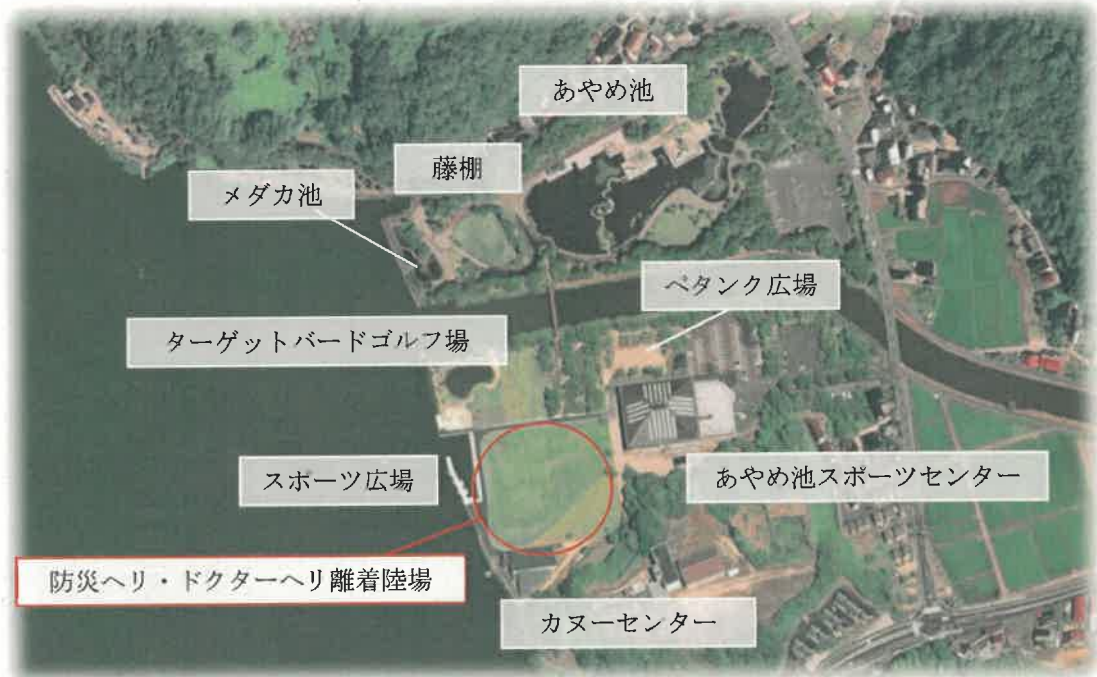 あやめ池
藤棚
メダカ池
ペタンク広場
ターゲットバードゴルフ場
スポーツ広場
あやめ池スポーツセンター
防災ヘリ・ドクターヘリ離着陸場
カヌーセンター